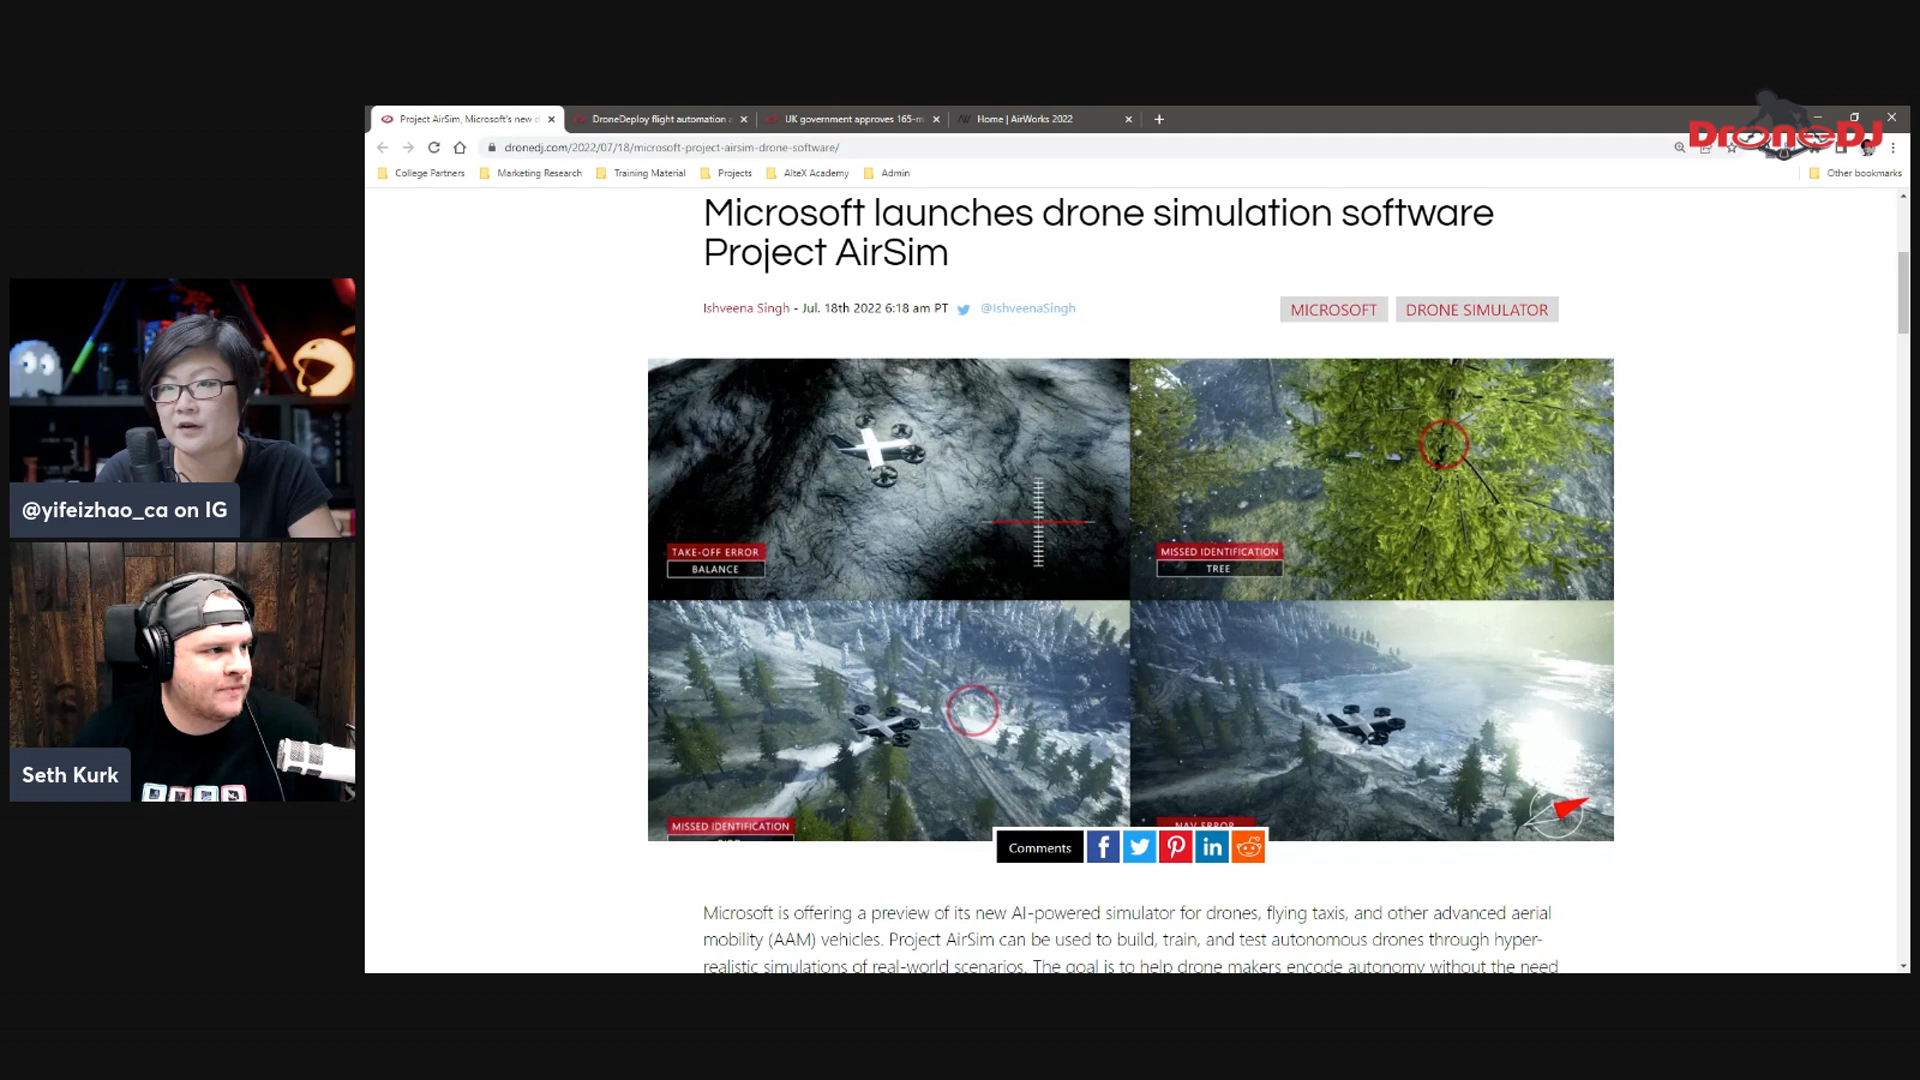 DroneDJ
Project AirSim, Microsoft's new d
DroneDeploy flight automation a
UK government approves 165-m
Home | AirWorks 2022
dronedj.com/2022/07/18/microsoft-project-airsim-drone-software/
College Partners
Marketing Research
Training Material
Projects
AlteX Academy
Admin
Other bookmarks
Microsoft launches drone simulation software
Project AirSim
Ishveena Singh - Jul. 18th 2022 6:18 am PT @IshveenaSingh
MICROSOFT
DRONE SIMULATOR
TAKE-OFF ERROR
BALANCE
MISSED IDENTIFICATION
TREE
MISSED IDENTIFICATION
NAV ERROR
Comments
Microsoft is offering a preview of its new AI-powered simulator for drones, flying taxis, and other advanced aerial
mobility (AAM) vehicles. Project AirSim can be used to build, train, and test autonomous drones through hyper-
realistic simulations of real-world scenarios. The goal is to help drone makers encode autonomy without the need
@yifeizhao_ca on IG
Seth Kurk